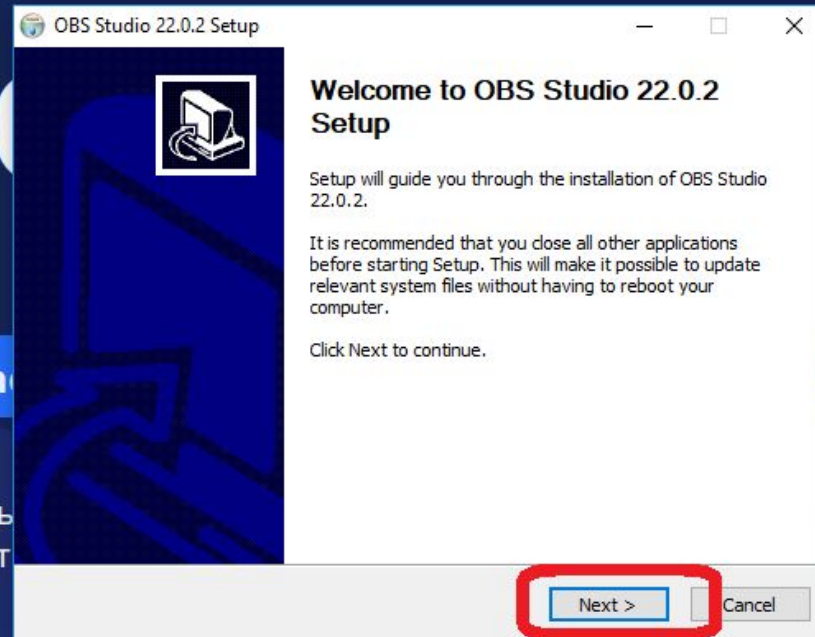 OBS Studio 22.0.2 Setup
Welcome to OBS Studio 22.0.2
Setup
Setup will guide you through the installation of OBS Studio
22.0.2.
It is recommended that you close all other applications
before starting Setup. This will make it possible to update
relevant system files without having to reboot your
computer.
Click Next to continue.
Next >
Cancel